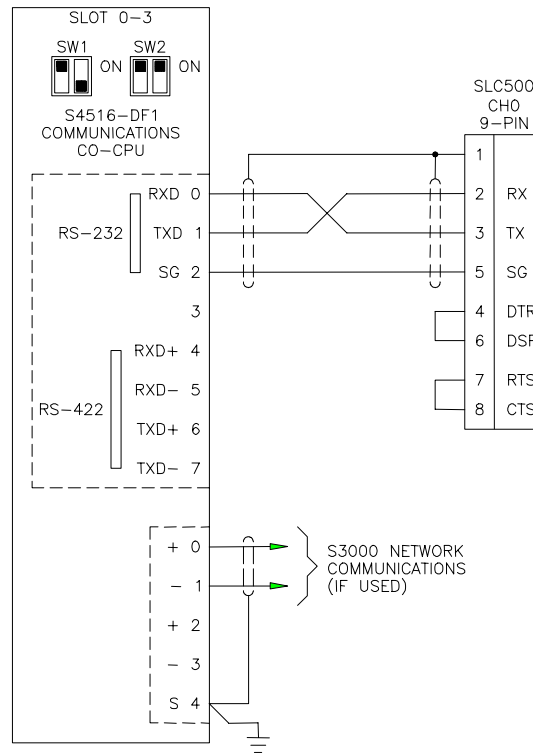 SLOT 0-3
SW1 SW2
ON ON
S4516-DF1
COMMUNICATIONS
CO-CPU
RS-232
RXD 0
TXD 1
SG 2
3
RS-422
RXD+ 4
RXD- 5
TXD+ 6
TXD- 7
+ 0
- 1
+ 2
- 3
S 4
SLC500
CH0
9-PIN
1
2 RX
3 TX
5 SG
4 DTR
6 DSR
7 RTS
8 CTS
S3000 NETWORK
COMMUNICATIONS
(IF USED)